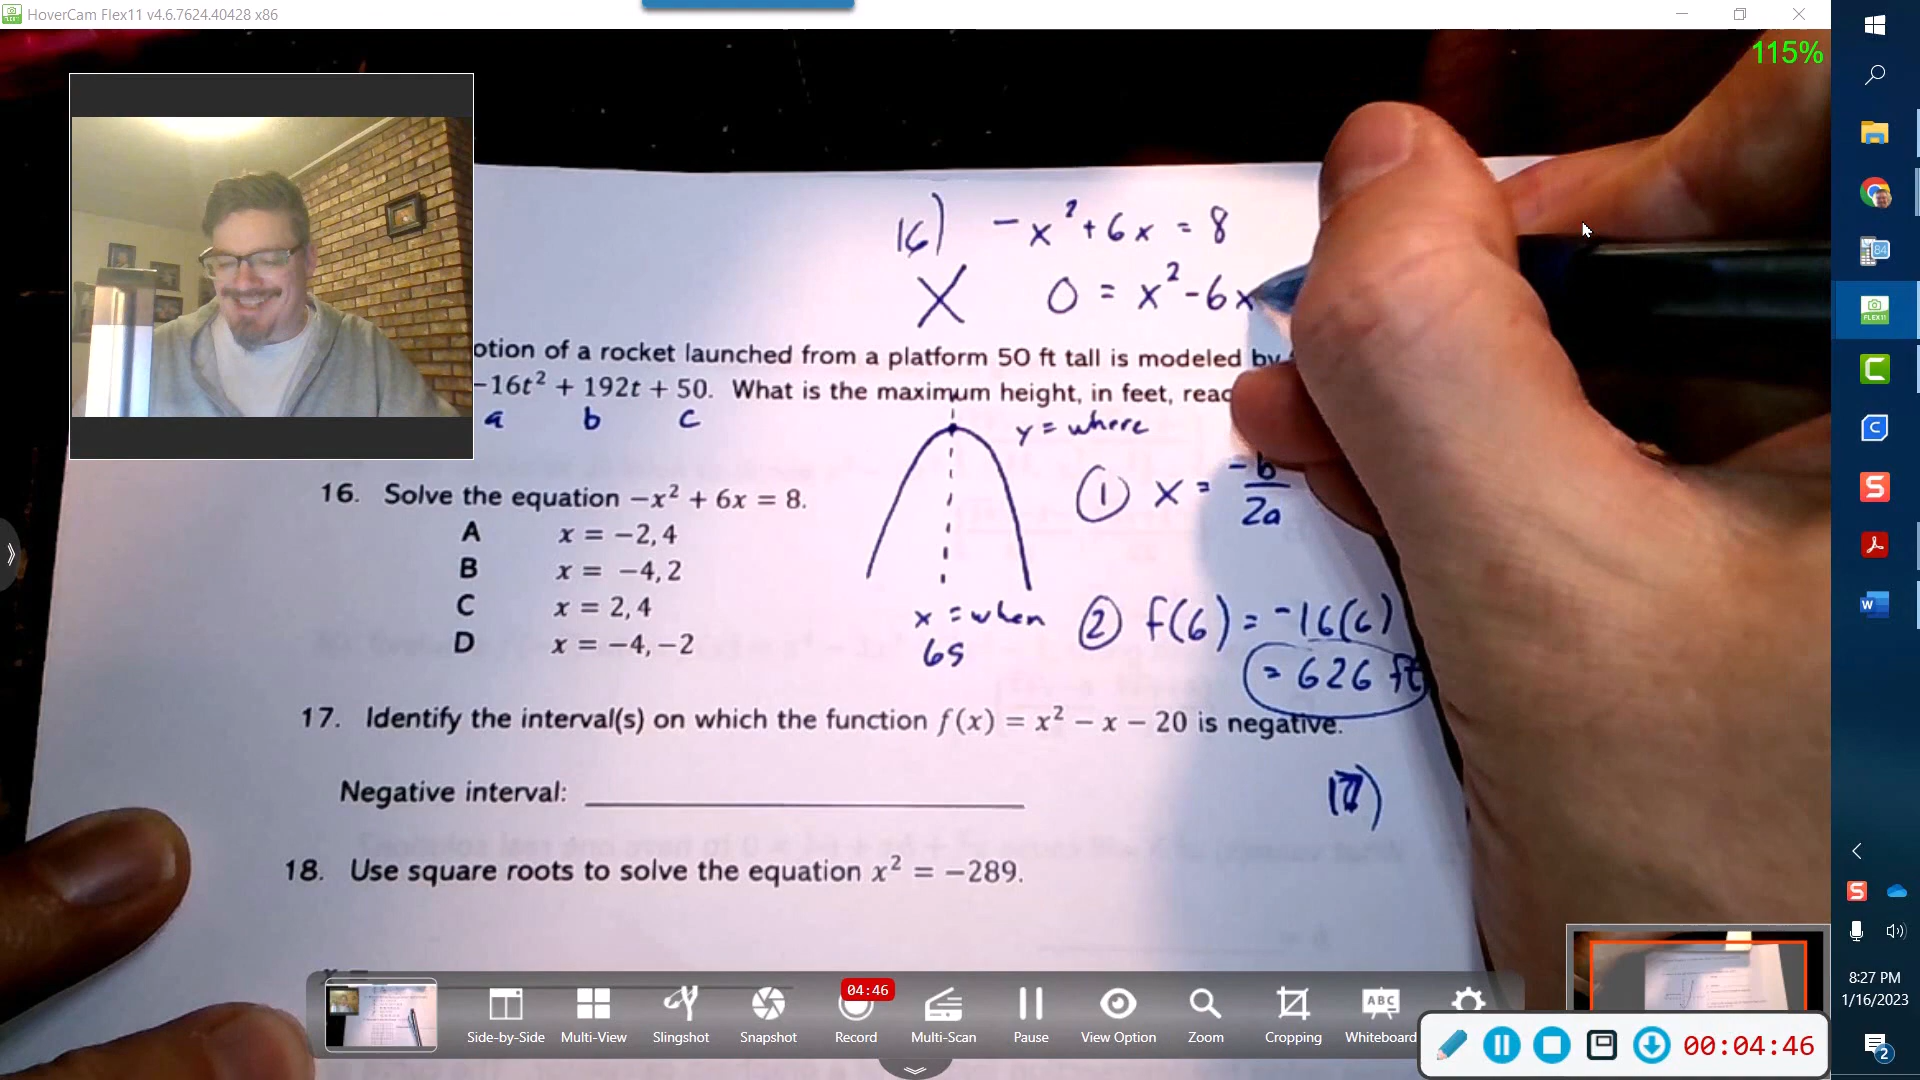 HoverCam Flex11 v4.6.7624.40428 x86
115%
16) -x² + 6x = 8
X 0 = x² - 6x
otion of a rocket launched from a platform 50 ft tall is modeled by
-16t² + 192t + 50. What is the maximum height, in feet,
a b c
y = where
① x = -b/2a
16. Solve the equation −x² + 6x = 8.
A x = −2, 4
B x = −4, 2
C x = 2, 4
D x = −4, −2
x = when
6s
② f(6) = -16(6)
= 626 ft
17. Identify the interval(s) on which the function f(x) = x² − x − 20 is negative.
Negative interval:
17)
18. Use square roots to solve the equation x² = −289.
04:46
Side-by-Side Multi-View Slingshot Snapshot Record Multi-Scan Pause View Option Zoom Cropping Whiteboard
ABC
00:04:46
84
FLEX11
8:27 PM
1/16/2023
2